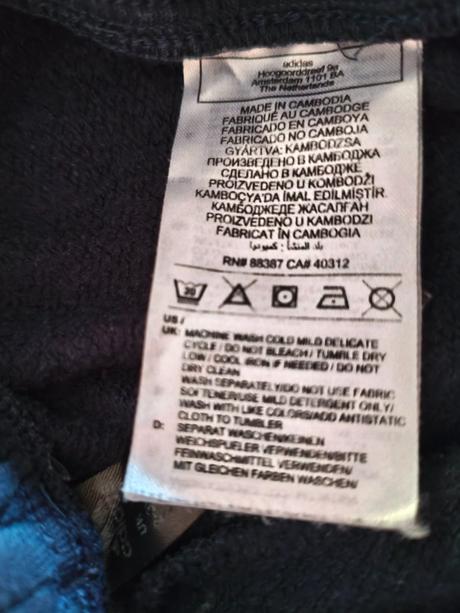 adidas
Hoogoorddreef 9a
Amsterdam 1101 BA
The Netherlands
MADE IN CAMBODIA
FABRIQUÉ AU CAMBODGE
FABRICADO EN CAMBOYA
FABRICADO NO CAMBOJA
GYÁRTVA: KAMBODZSA
ПРОИЗВЕДЕНО В КАМБОДЖА
СДЕЛАНО В КАМБОДЖЕ
PROIZVEDENO U KOMBODŽI
KAMBOÇYA'DA İMAL EDİLMİŞTİR.
КАМБОДЖЕДЕ ЖАСАЛҒАН
PROIZVEDENO U KAMBODZI
FABRICAT ÎN CAMBOGIA
بلد المنشأ: كمبوديا
RN# 88387 CA# 40312
30
US /
UK: MACHINE WASH COLD MILD DELICATE
CYCLE / DO NOT BLEACH / TUMBLE DRY
LOW / COOL IRON IF NEEDED / DO NOT
DRY CLEAN
WASH SEPARATELY/DO NOT USE FABRIC
SOFTENER/USE MILD DETERGENT ONLY/
WASH WITH LIKE COLORS/ADD ANTISTATIC
CLOTH TO TUMBLER
D: SEPARAT WASCHEN/KEINEN
WEICHSPUELER VERWENDEN/BITTE
FEINWASCHMITTEL VERWENDEN/
MIT GLEICHEN FARBEN WASCHEN/